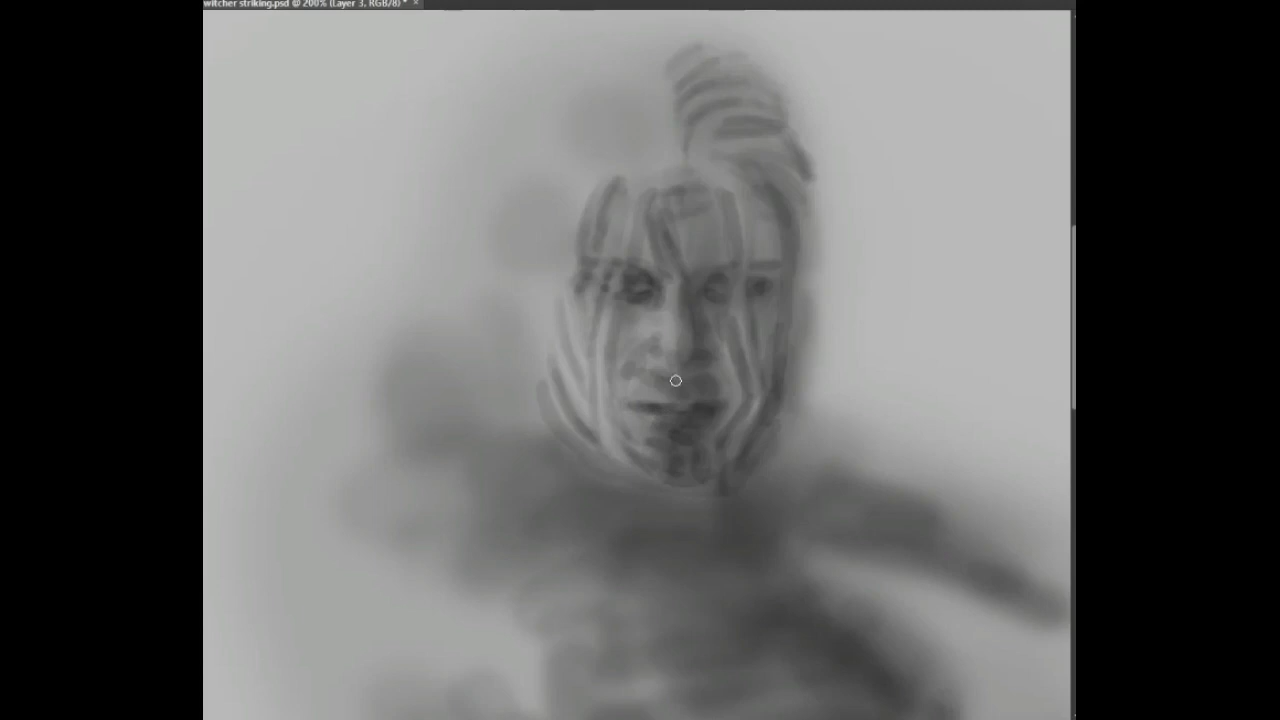 witcher striking.psd @ 200% (Layer 3, RGB/8) * ×